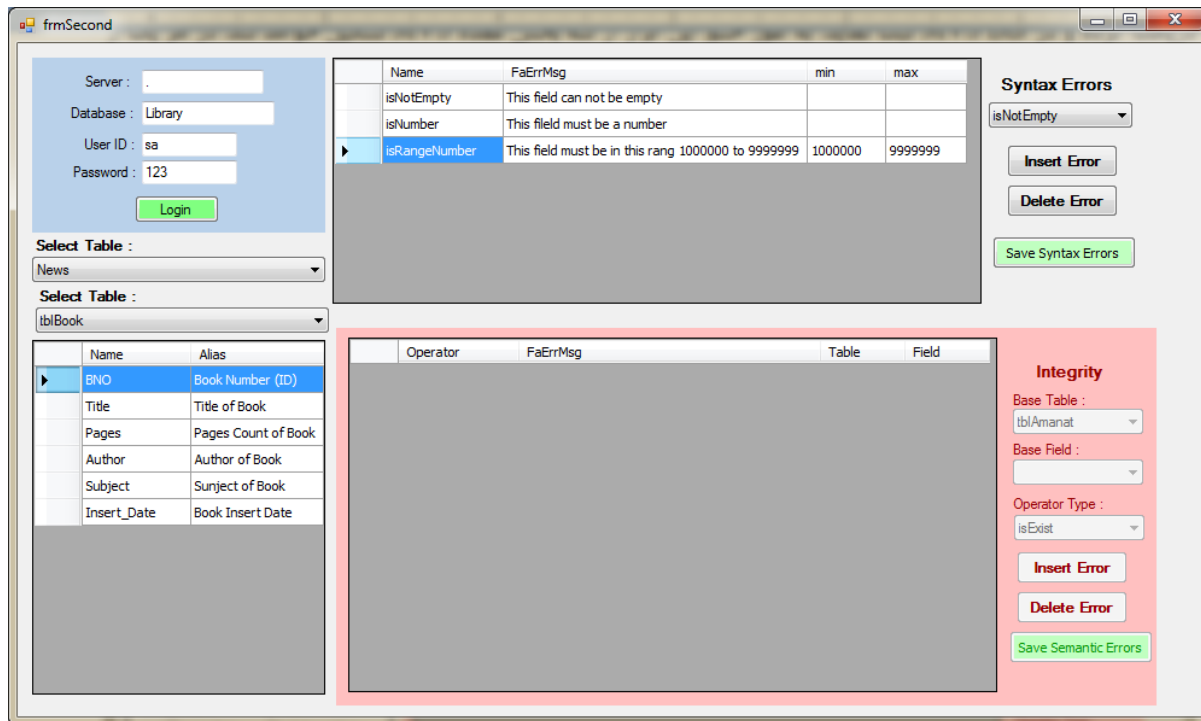 frmSecond
Server : .
Database : Library
User ID : sa
Password : 123
Login
Select Table :
News
Select Table :
tblBook
Name Alias
BNO Book Number (ID)
Title Title of Book
Pages Pages Count of Book
Author Author of Book
Subject Sunject of Book
Insert_Date Book Insert Date
Name FaErrMsg min max
isNotEmpty This field can not be empty
isNumber This fileld must be a number
isRangeNumber This field must be in this rang 1000000 to 9999999 1000000 9999999
Syntax Errors
isNotEmpty
Insert Error
Delete Error
Save Syntax Errors
Operator FaErrMsg Table Field
Integrity
Base Table :
tblAmanat
Base Field :
Operator Type :
isExist
Insert Error
Delete Error
Save Semantic Errors